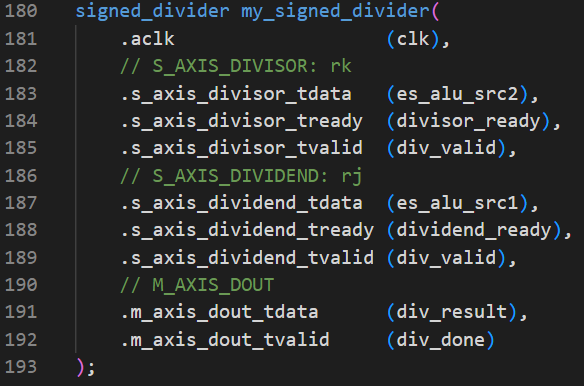 180 signed_divider my_signed_divider(
181     .aclk                   (clk),
182     // S_AXIS_DIVISOR: rk
183     .s_axis_divisor_tdata   (es_alu_src2),
184     .s_axis_divisor_tready  (divisor_ready),
185     .s_axis_divisor_tvalid  (div_valid),
186     // S_AXIS_DIVIDEND: rj
187     .s_axis_dividend_tdata  (es_alu_src1),
188     .s_axis_dividend_tready (dividend_ready),
189     .s_axis_dividend_tvalid (div_valid),
190     // M_AXIS_DOUT
191     .m_axis_dout_tdata      (div_result),
192     .m_axis_dout_tvalid     (div_done)
193 );